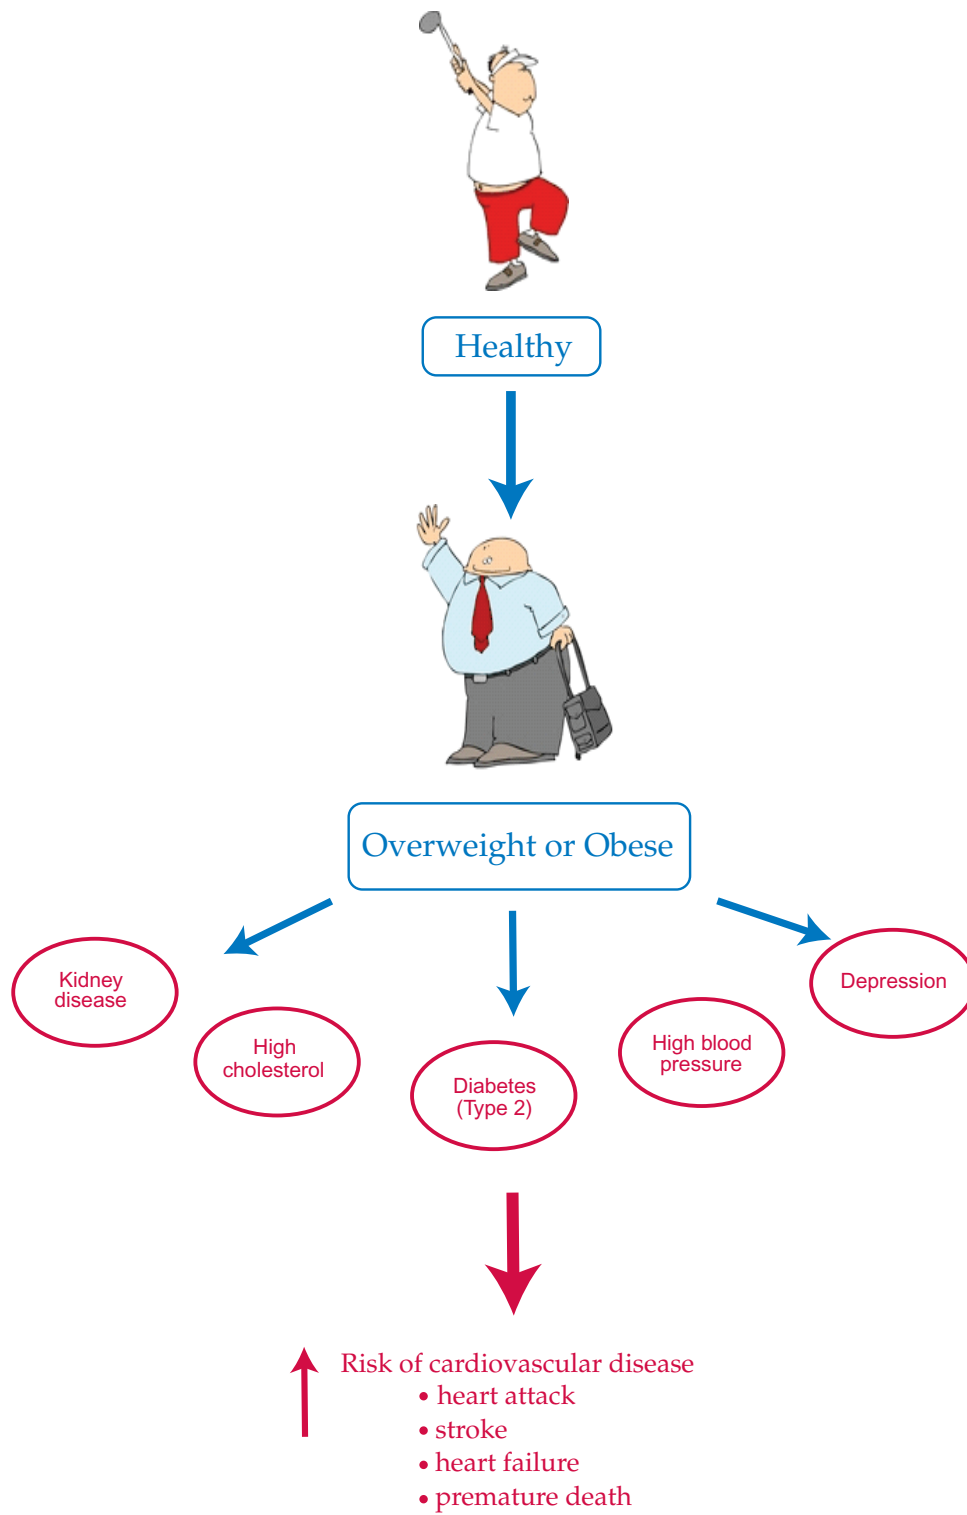 Healthy
Overweight or Obese
Kidney
disease
High
cholesterol
Diabetes
(Type 2)
High blood
pressure
Depression
Risk of cardiovascular disease
• heart attack
• stroke
• heart failure
• premature death